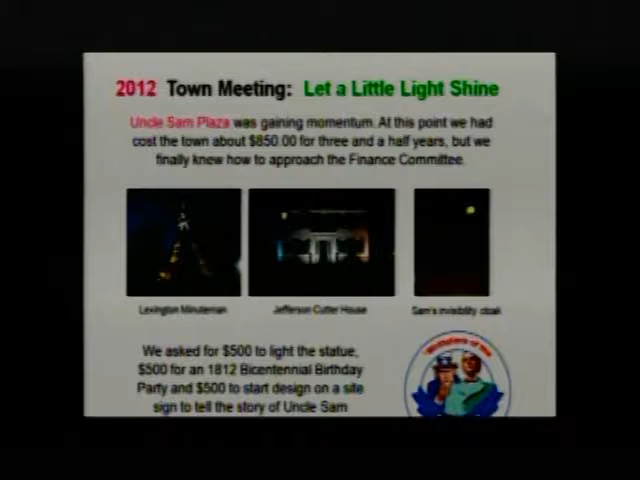 2012 Town Meeting: Let a Little Light Shine
Uncle Sam Plaza was gaining momentum. At this point we had
cost the town about $850.00 for three and a half years, but we
finally knew how to approach the Finance Committee.
Lexington Minuteman
Jefferson Cutter House
Sam's invisibility cloak
We asked for $500 to light the statue,
$500 for an 1812 Bicentennial Birthday
Party and $500 to start design on a site
sign to tell the story of Uncle Sam